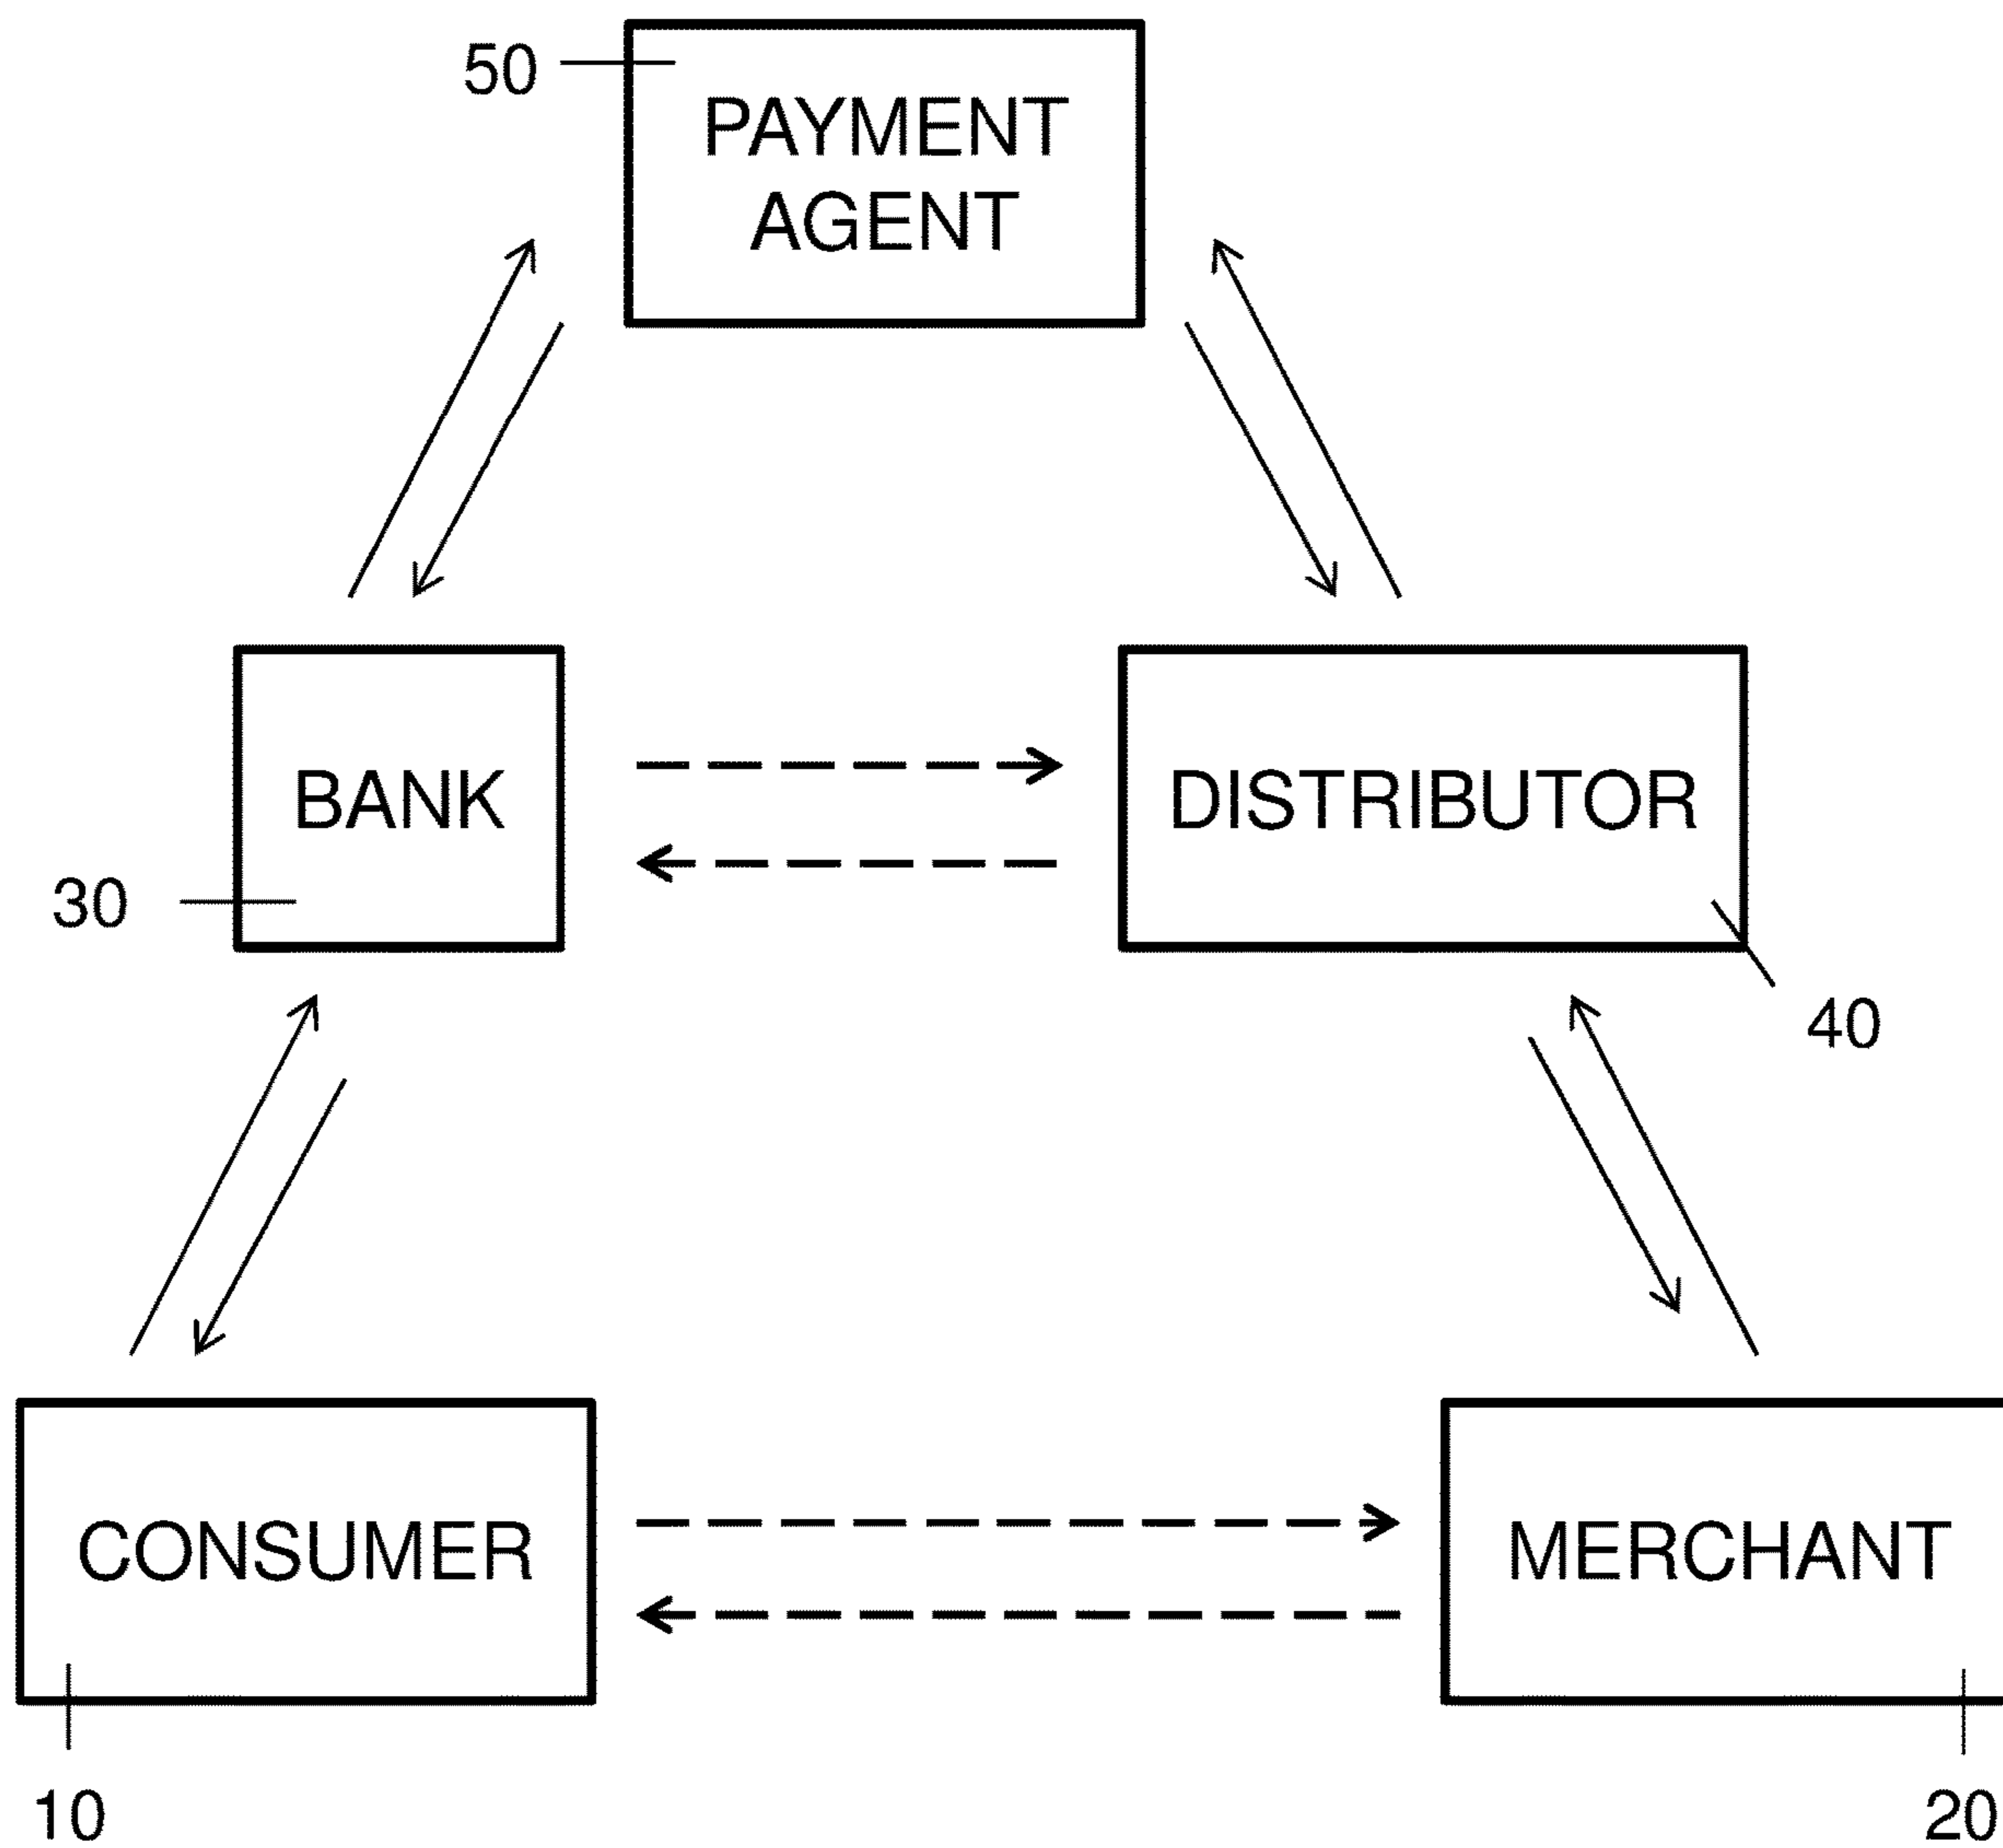 50
PAYMENT
AGENT
BANK
DISTRIBUTOR
30
40
CONSUMER
MERCHANT
10
20